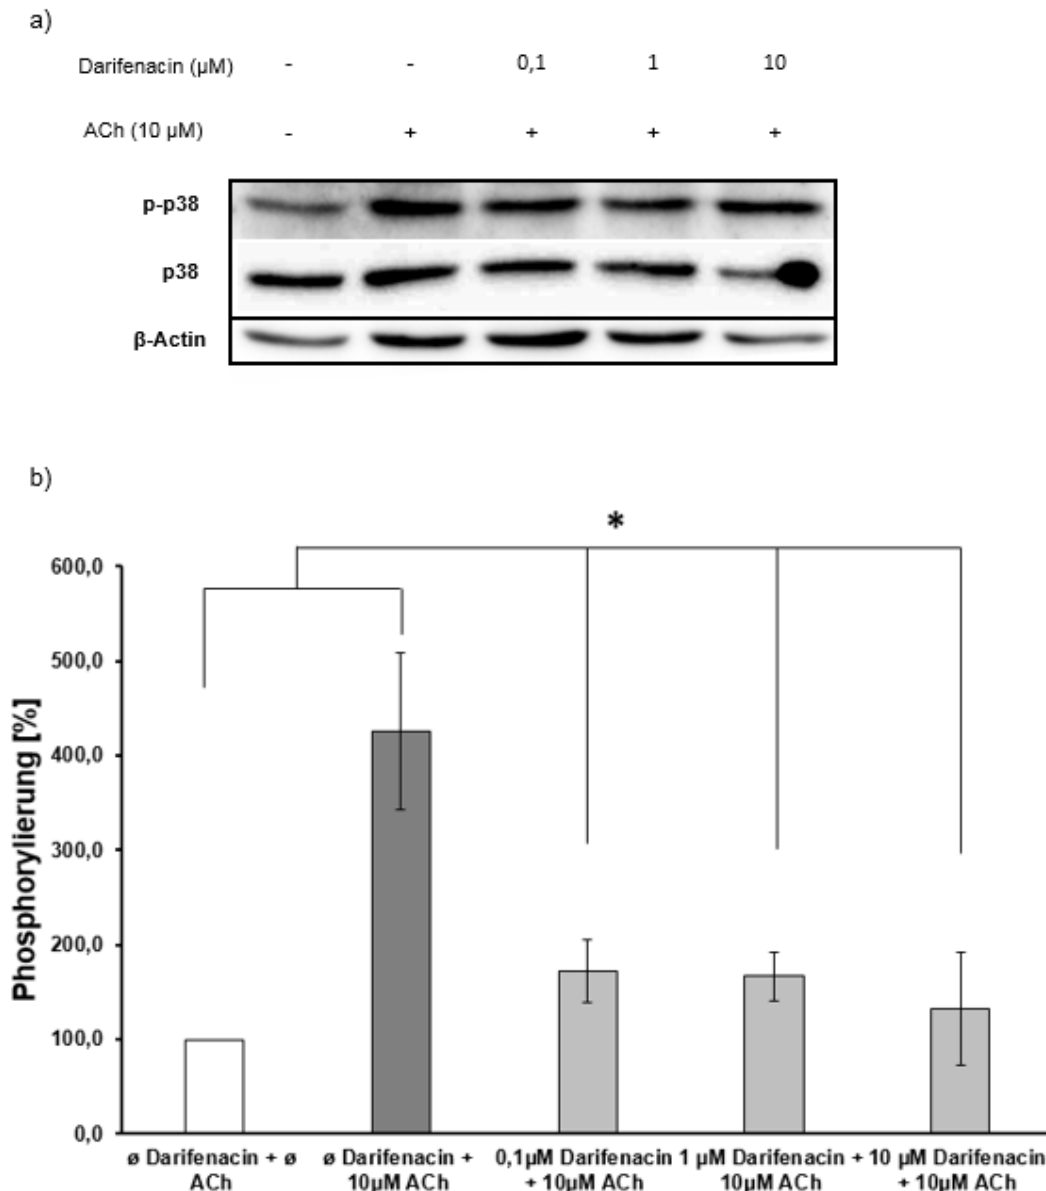 a)
Darifenacin (µM) - - 0,1 1 10
ACh (10 µM) - + + + +
p-p38
p38
β-Actin
b)
*
600,0
500,0
400,0
300,0
200,0
100,0
0,0
Phosphorylierung [%]
ø Darifenacin + ø
ACh
ø Darifenacin +
10µM ACh
0,1µM Darifenacin
+ 10µM ACh
1 µM Darifenacin +
10µM ACh
10 µM Darifenacin
+ 10µM ACh